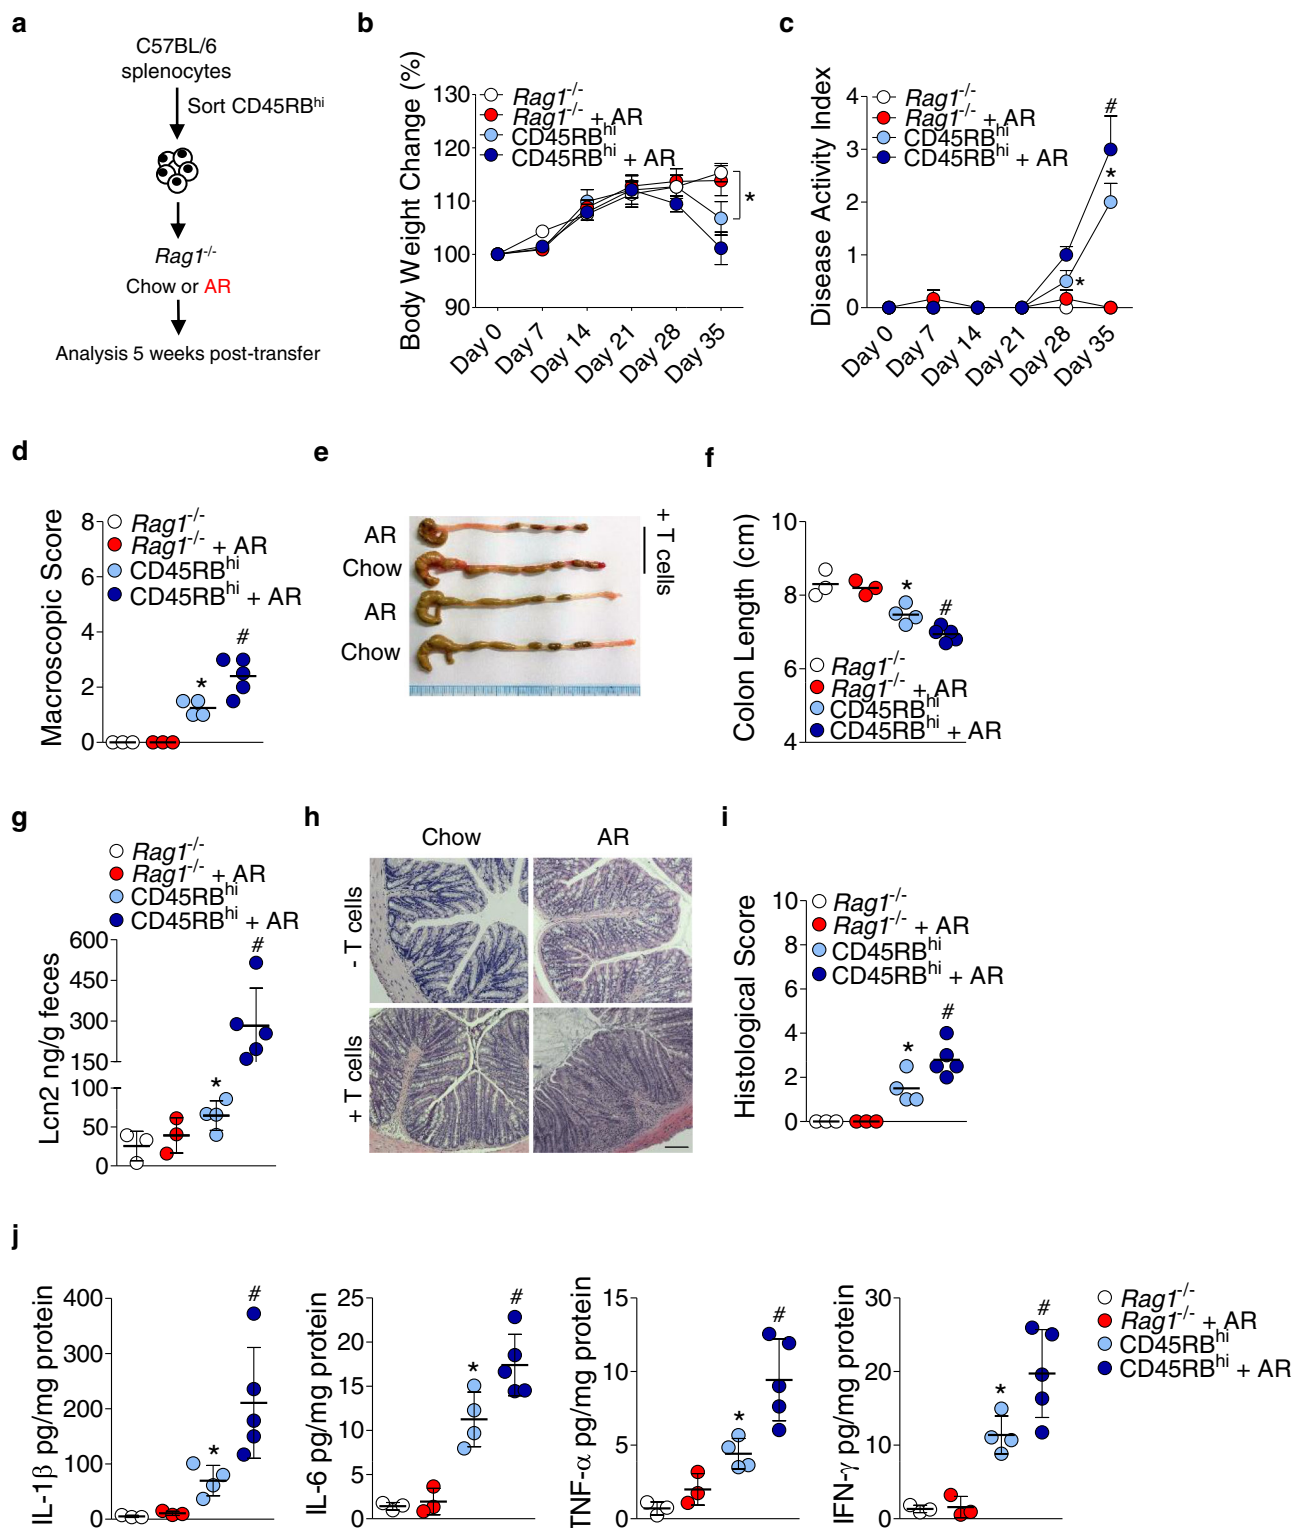 a
C57BL/6
splenocytes
Sort CD45RBhi
Rag1-/-
Chow or AR
Analysis 5 weeks post-transfer
b
Body Weight Change (%)
130
120
110
100
90
Rag1-/-
Rag1-/- + AR
CD45RBhi
CD45RBhi + AR
*
Day 0
Day 7
Day 14
Day 21
Day 28
Day 35
c
Disease Activity Index
4
3
2
1
0
Rag1-/-
Rag1-/- + AR
CD45RBhi
CD45RBhi + AR
#
*
*
Day 0
Day 7
Day 14
Day 21
Day 28
Day 35
d
Macroscopic Score
8
6
4
2
0
Rag1-/-
Rag1-/- + AR
CD45RBhi
CD45RBhi + AR
*
#
e
AR
Chow
AR
Chow
+ T cells
f
Colon Length (cm)
10
8
6
4
*
#
Rag1-/-
Rag1-/- + AR
CD45RBhi
CD45RBhi + AR
g
Rag1-/-
Rag1-/- + AR
CD45RBhi
CD45RBhi + AR
Lcn2 ng/g feces
600
450
300
150
100
50
0
*
#
h
Chow
AR
- T cells
+ T cells
i
Histological Score
10
8
6
4
2
0
Rag1-/-
Rag1-/- + AR
CD45RBhi
CD45RBhi + AR
*
#
j
IL-1β pg/mg protein
400
300
200
100
0
*
#
IL-6 pg/mg protein
25
20
15
10
5
0
*
#
TNF-α pg/mg protein
15
10
5
0
*
#
IFN-γ pg/mg protein
30
20
10
0
*
#
Rag1-/-
Rag1-/- + AR
CD45RBhi
CD45RBhi + AR